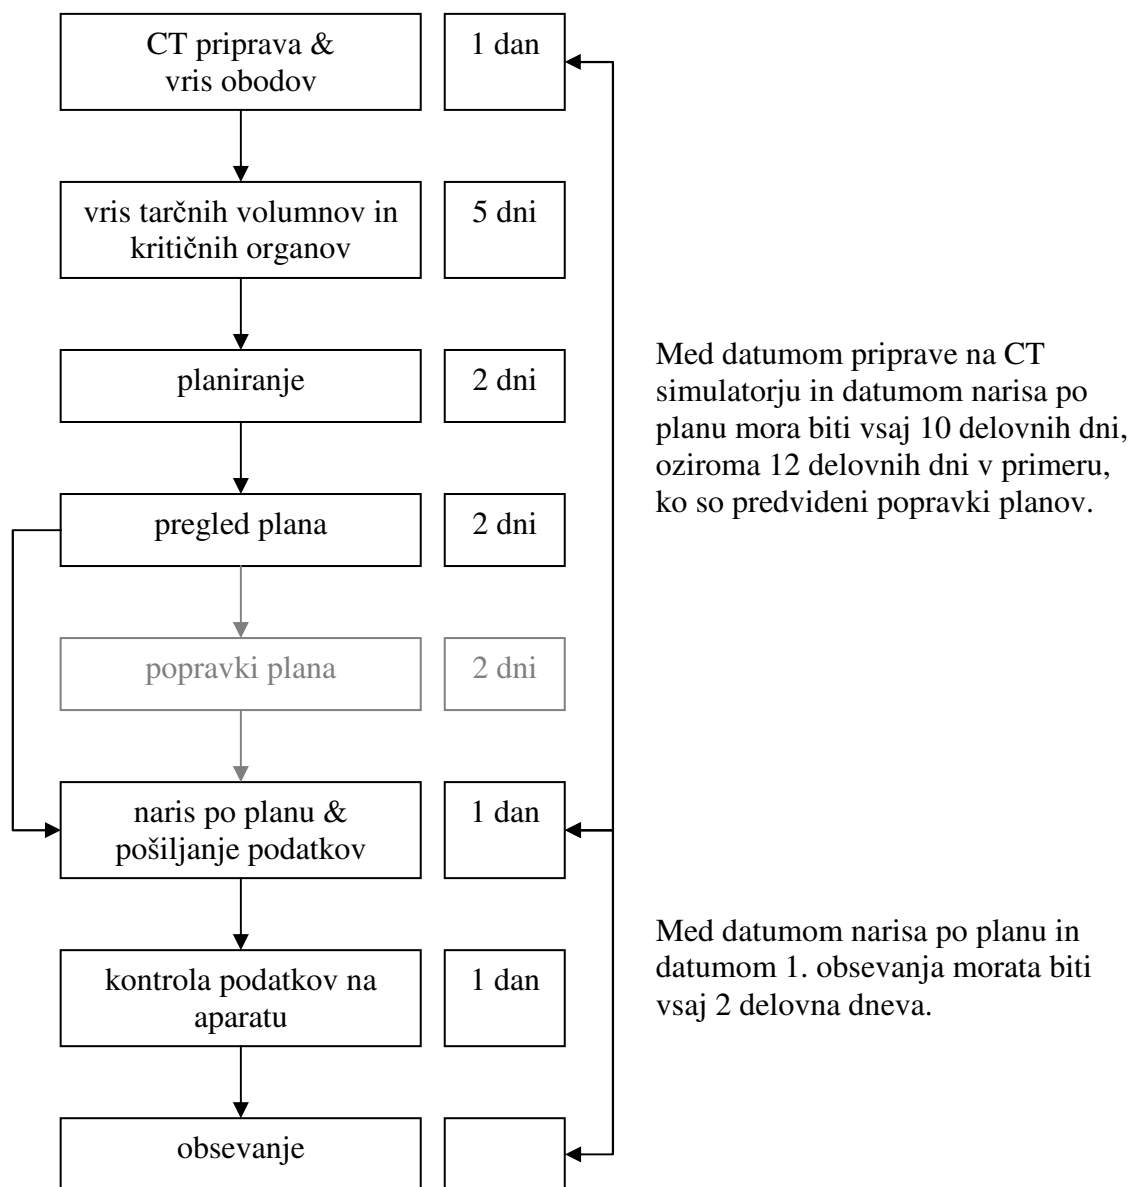 CT priprava &
vris obodov
1 dan
vris tarčnih volumnov in
kritičnih organov
5 dni
planiranje
2 dni
Med datumom priprave na CT
simulatorju in datumom narisa po
planu mora biti vsaj 10 delovnih dni,
oziroma 12 delovnih dni v primeru,
ko so predvideni popravki planov.
pregled plana
2 dni
popravki plana
2 dni
naris po planu &
pošiljanje podatkov
1 dan
Med datumom narisa po planu in
datumom 1. obsevanja morata biti
vsaj 2 delovna dneva.
kontrola podatkov na
aparatu
1 dan
obsevanje